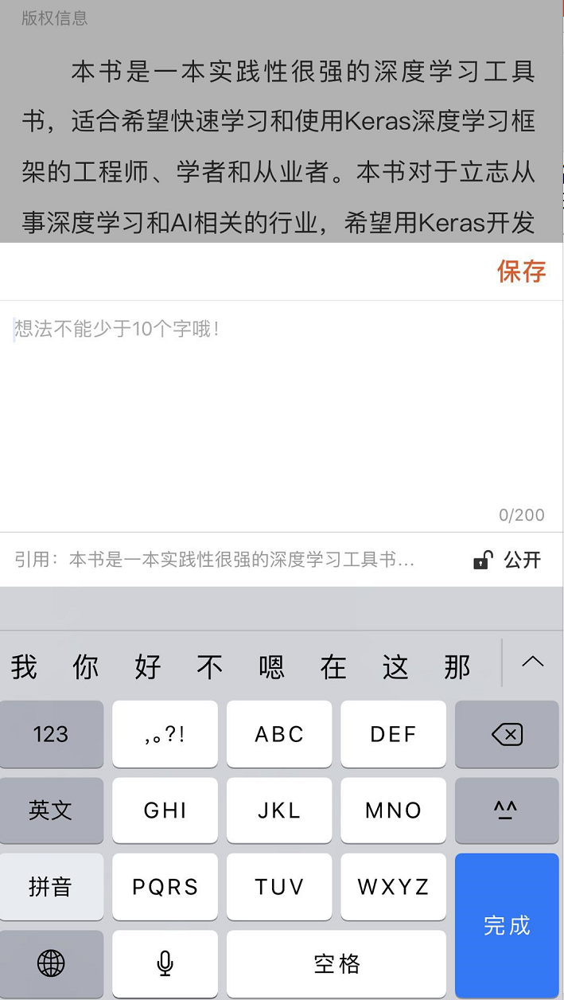 版权信息
本书是一本实践性很强的深度学习工具
书，适合希望快速学习和使用Keras深度学习框
架的工程师、学者和从业者。本书对于立志从
事深度学习和AI相关的行业，希望用Keras开发
保存
想法不能少于10个字哦！
0/200
引用：本书是一本实践性很强的深度学习工具书... 公开
我 你 好 不 嗯 在 这 那
123 ,。?! ABC DEF
英文 GHI JKL MNO ^^
拼音 PQRS TUV WXYZ
完成
空格